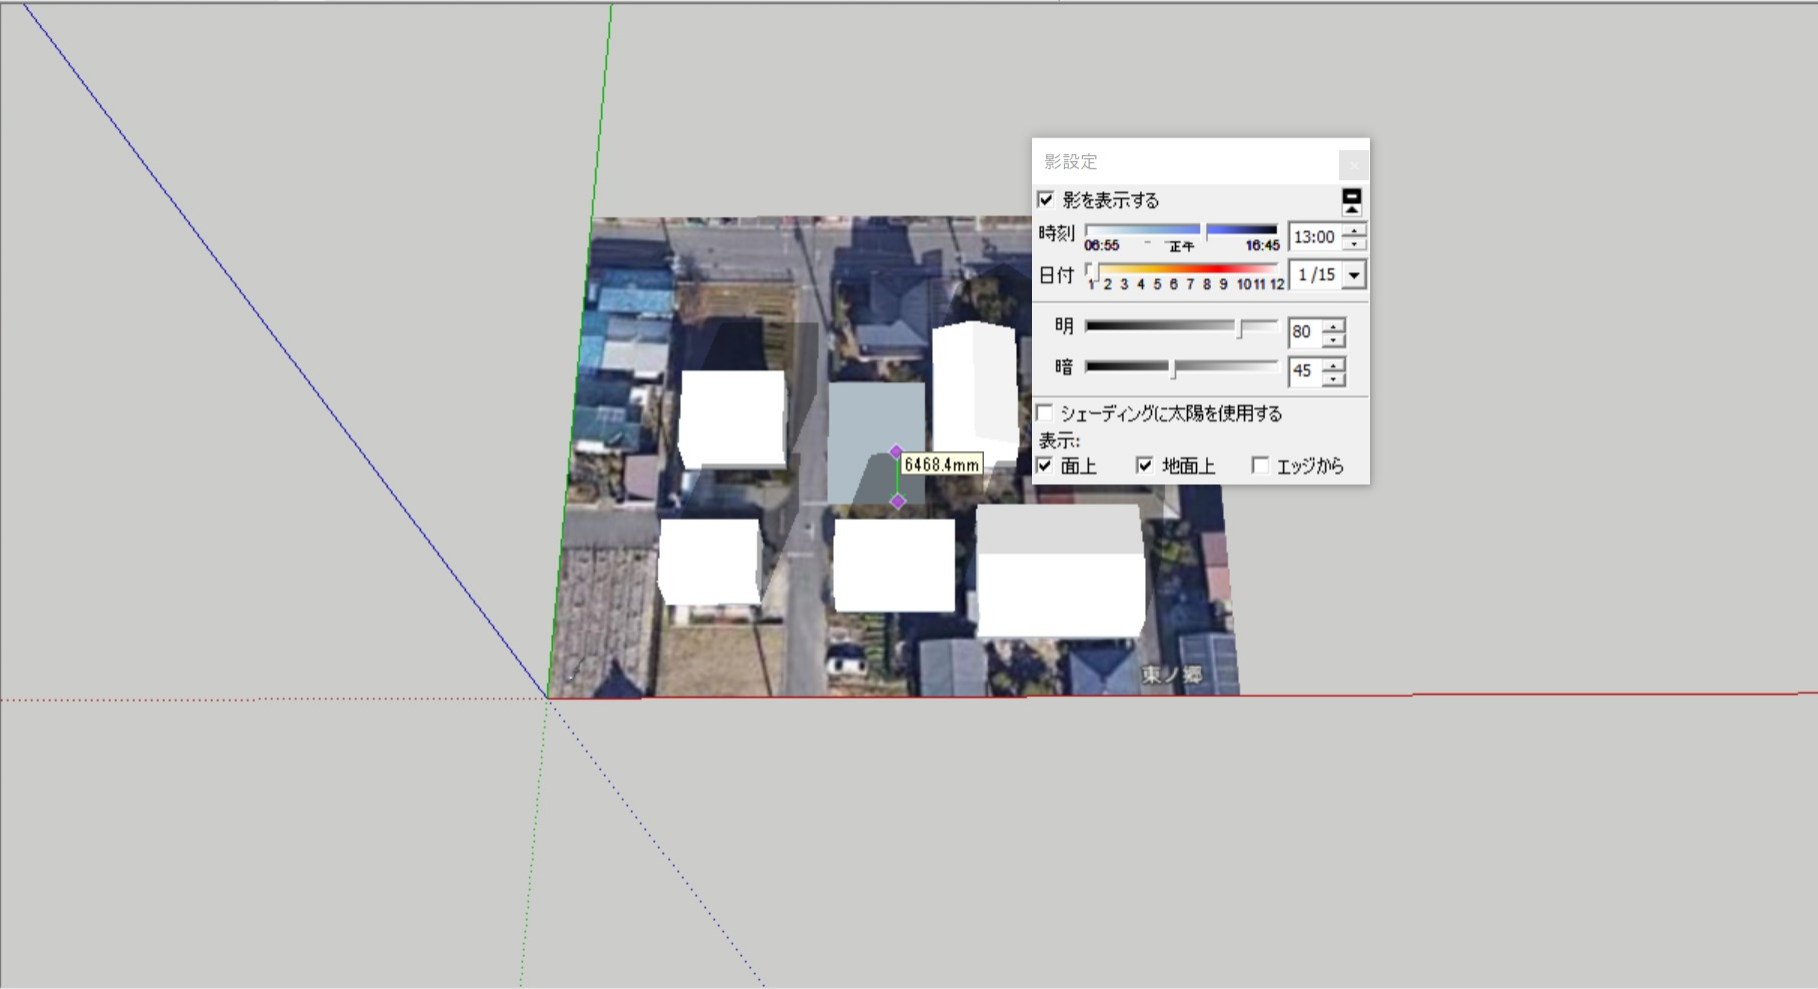 影設定
影を表示する
時刻 06:55 正午 16:45 13:00
日付 1 2 3 4 5 6 7 8 9 10 11 12 1/15
明 80
暗 45
シェーディングに太陽を使用する
表示:
面上 地面上 エッジから
6468.4mm
東ノ郷